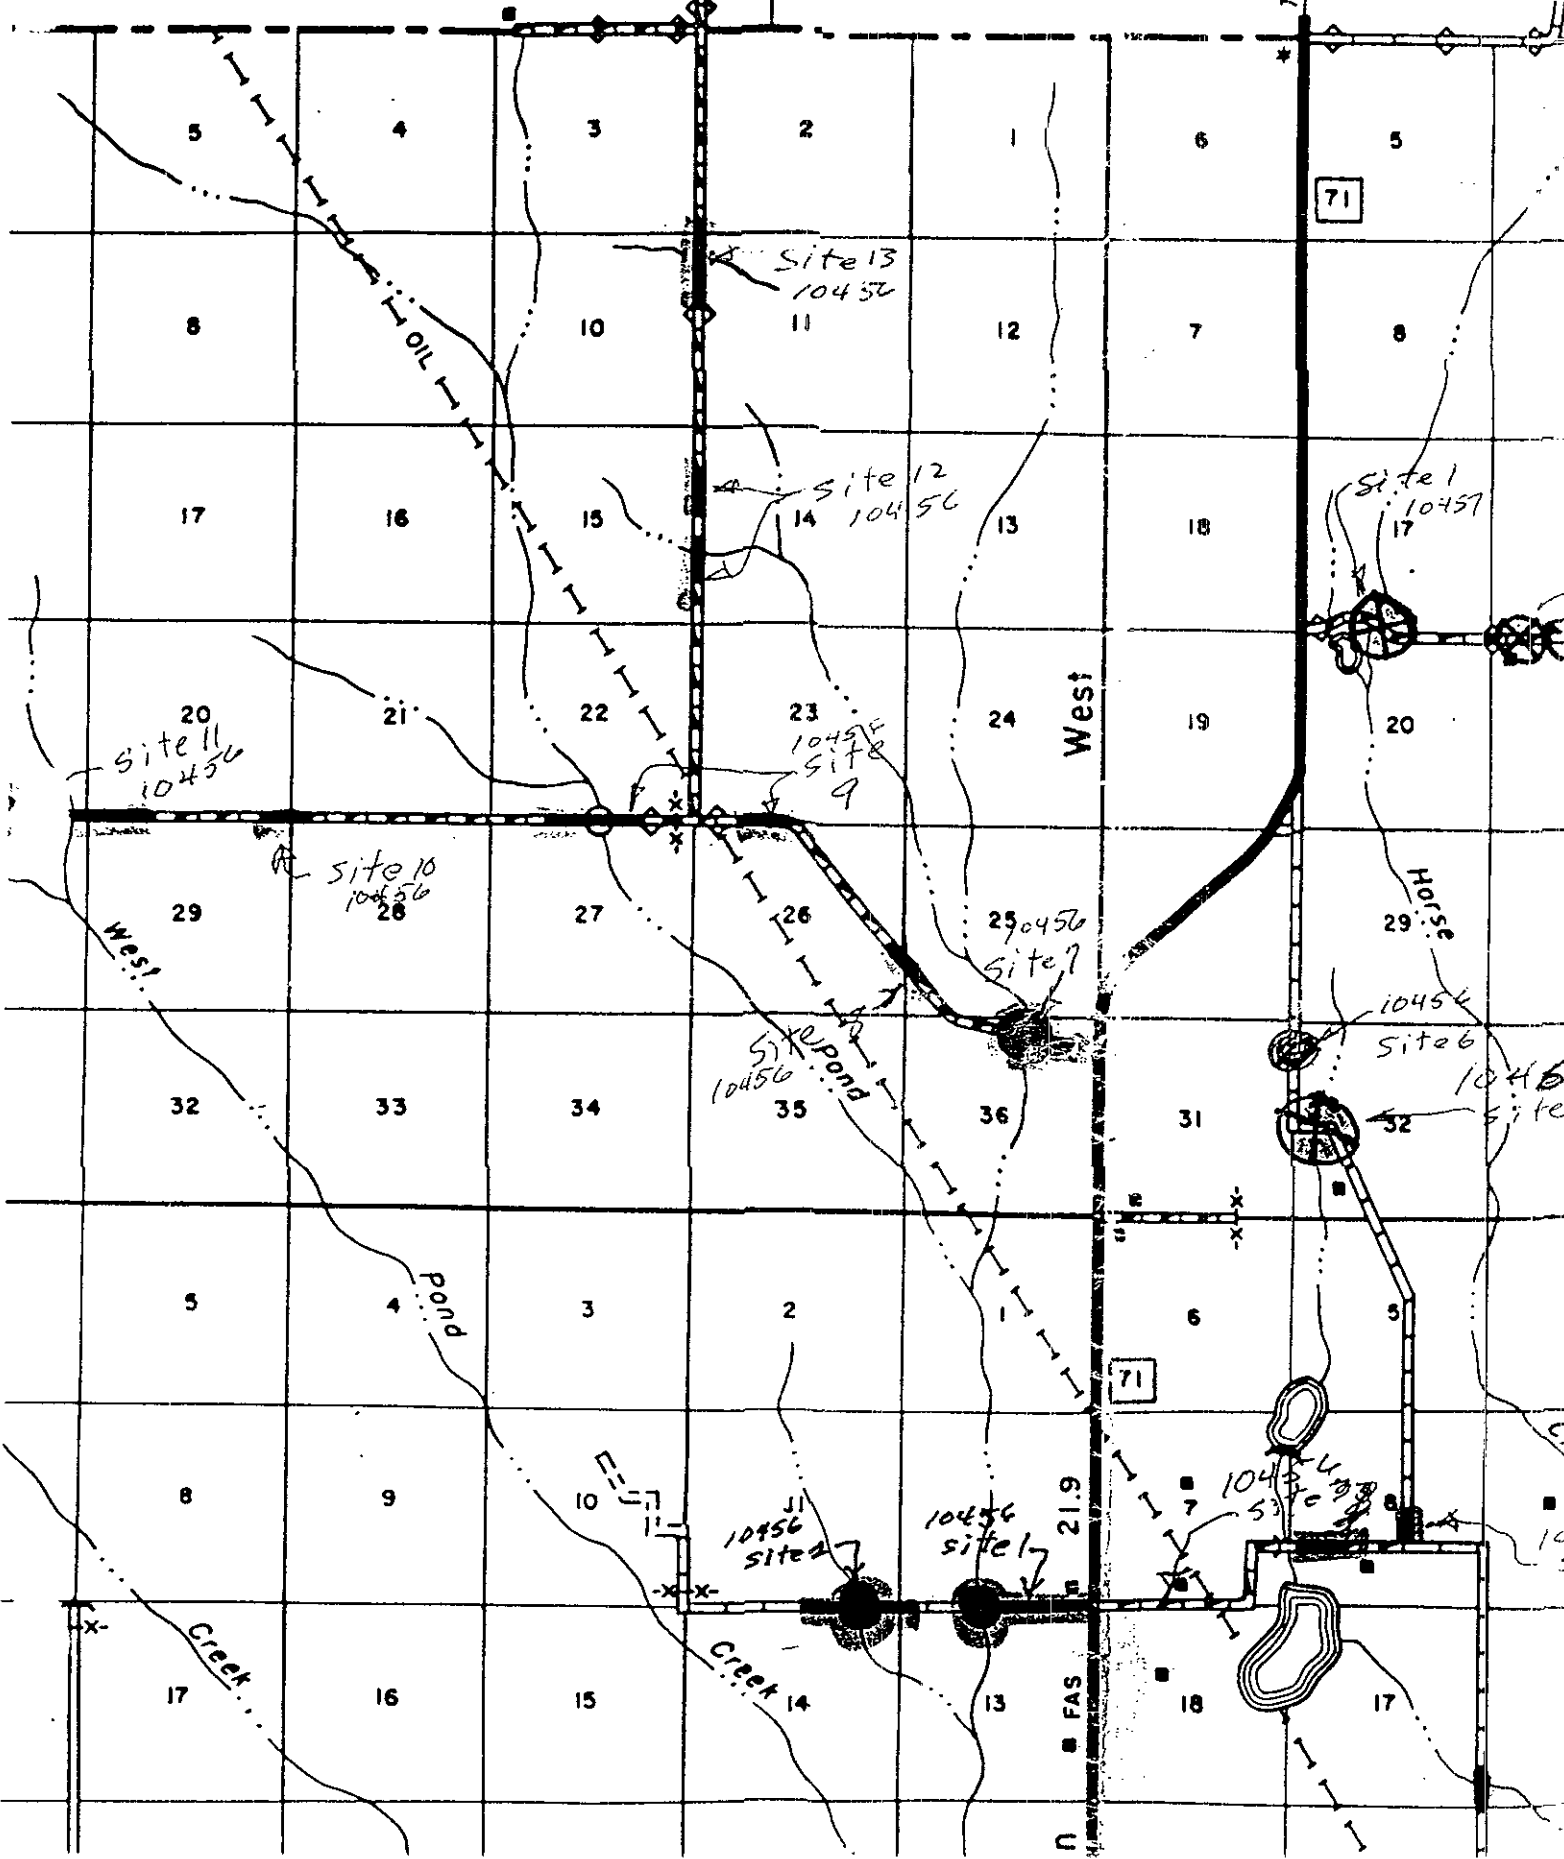 5 4 3 2 1 6 5
71
Site 13
10456
8 10 11 12 7 8
OIL
Site 12
10456
Site 1
10457
17 16 15 14 13 18 17
West
20 21 22 23 24 19 20
Site 11
10456
Site
9
Site 10
10456
29 28 27 26 25 29
Horse
10456
Site 7
West
10456
Site 6
Site 8
10456
Pond
32 33 34 35 36 31 32
site
5 4 3 2 1 6 5
Pond
71
8 9 10 11 7 8
21.9
10456
site 2
10456
site 1
Creek
Creek
17 16 15 14 13 18 17
FAS
n